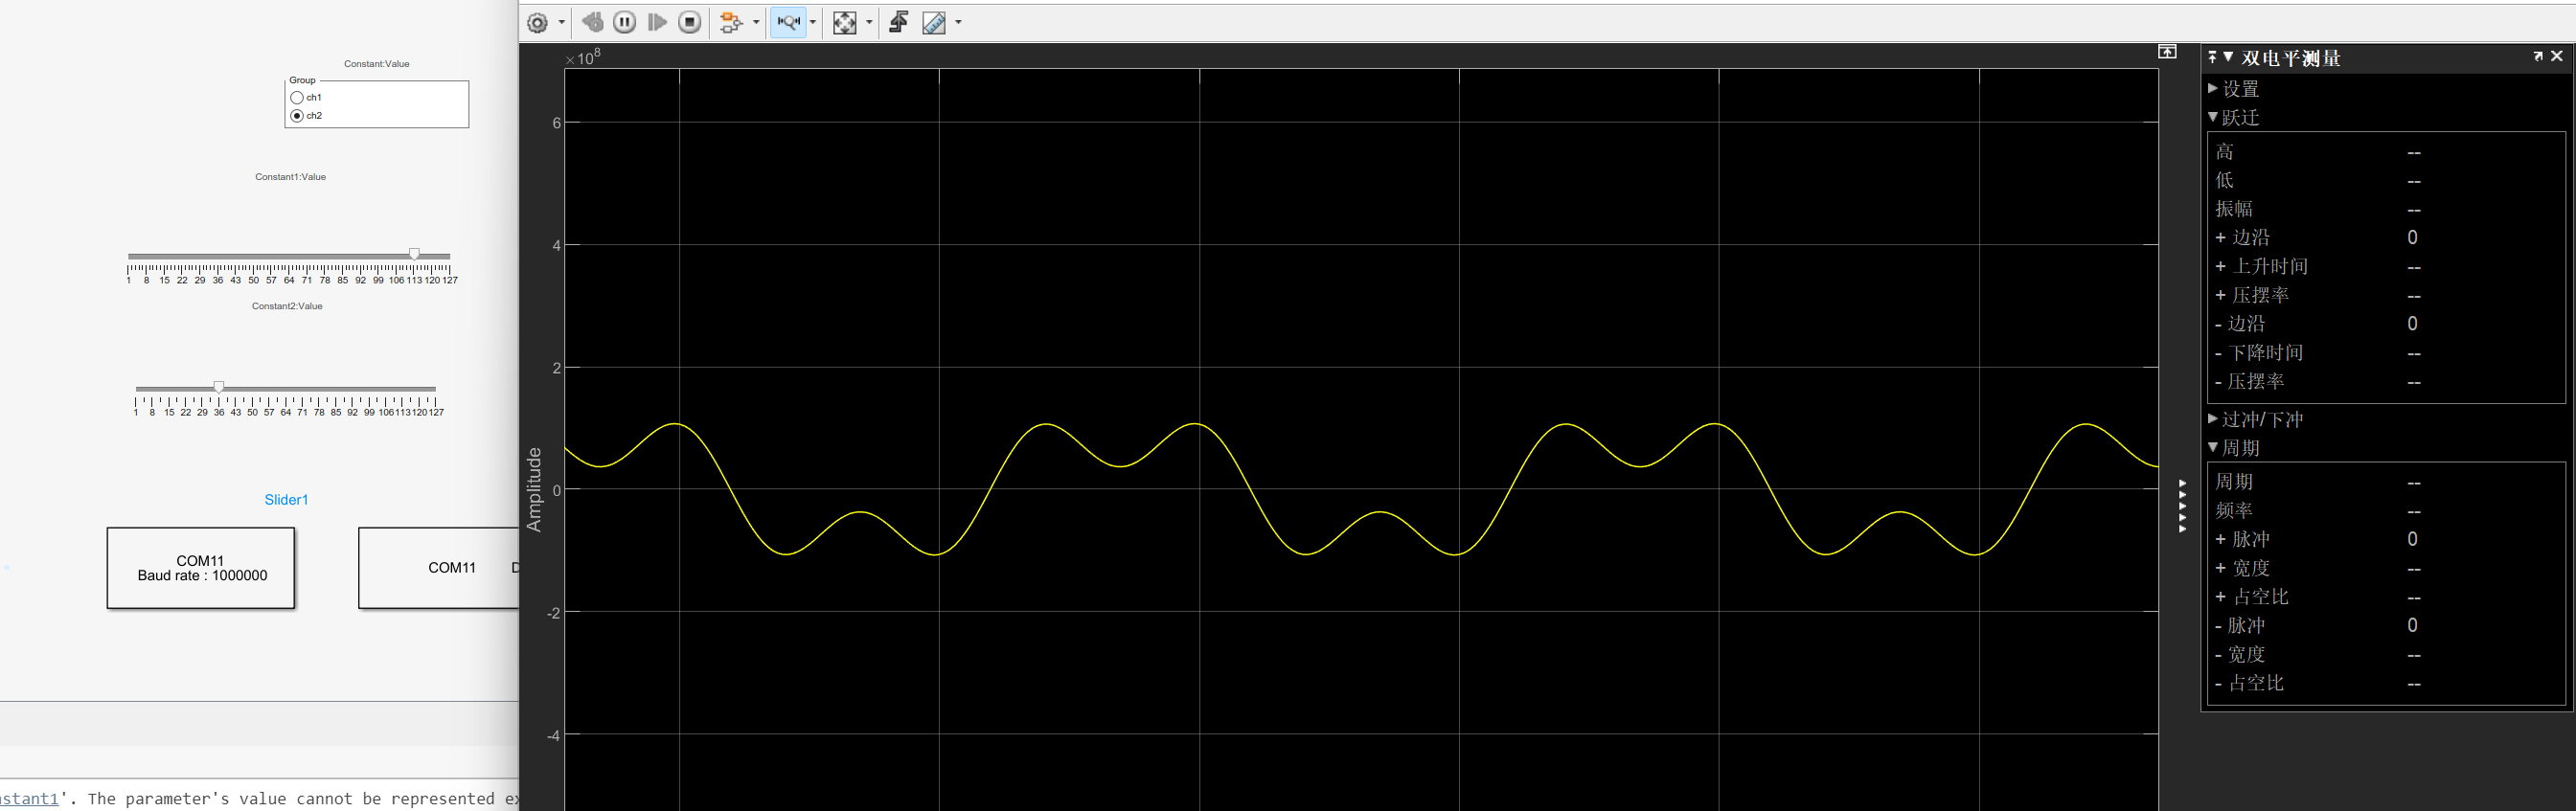 Constant:Value
Group
ch1
ch2
Constant1:Value
1 8 15 22 29 36 43 50 57 64 71 78 85 92 99 106 113 120 127
Constant2:Value
1 8 15 22 29 36 43 50 57 64 71 78 85 92 99 106 113 120 127
Slider1
COM11
Baud rate : 1000000
COM11 D
stant1'. The parameter's value cannot be represented ex
×10^8
6
4
2
0
-2
-4
Amplitude
双电平测量
设置
跃迁
高 --
低 --
振幅 --
+ 边沿 0
+ 上升时间 --
+ 压摆率 --
- 边沿 0
- 下降时间 --
- 压摆率 --
过冲/下冲
周期
周期 --
频率 --
+ 脉冲 0
+ 宽度 --
+ 占空比 --
- 脉冲 0
- 宽度 --
- 占空比 --